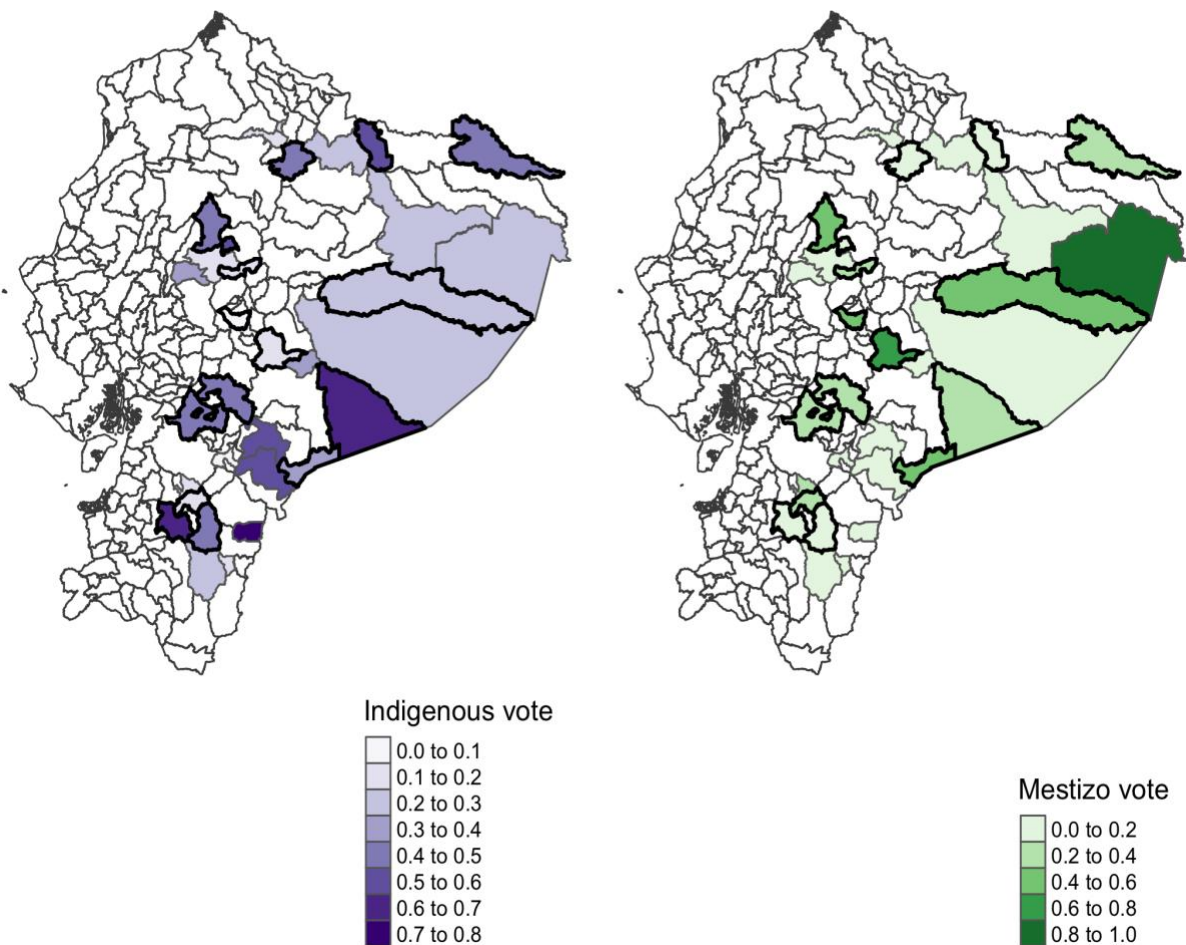 Indigenous vote
0.0 to 0.1
0.1 to 0.2
0.2 to 0.3
0.3 to 0.4
0.4 to 0.5
0.5 to 0.6
0.6 to 0.7
0.7 to 0.8
Mestizo vote
0.0 to 0.2
0.2 to 0.4
0.4 to 0.6
0.6 to 0.8
0.8 to 1.0